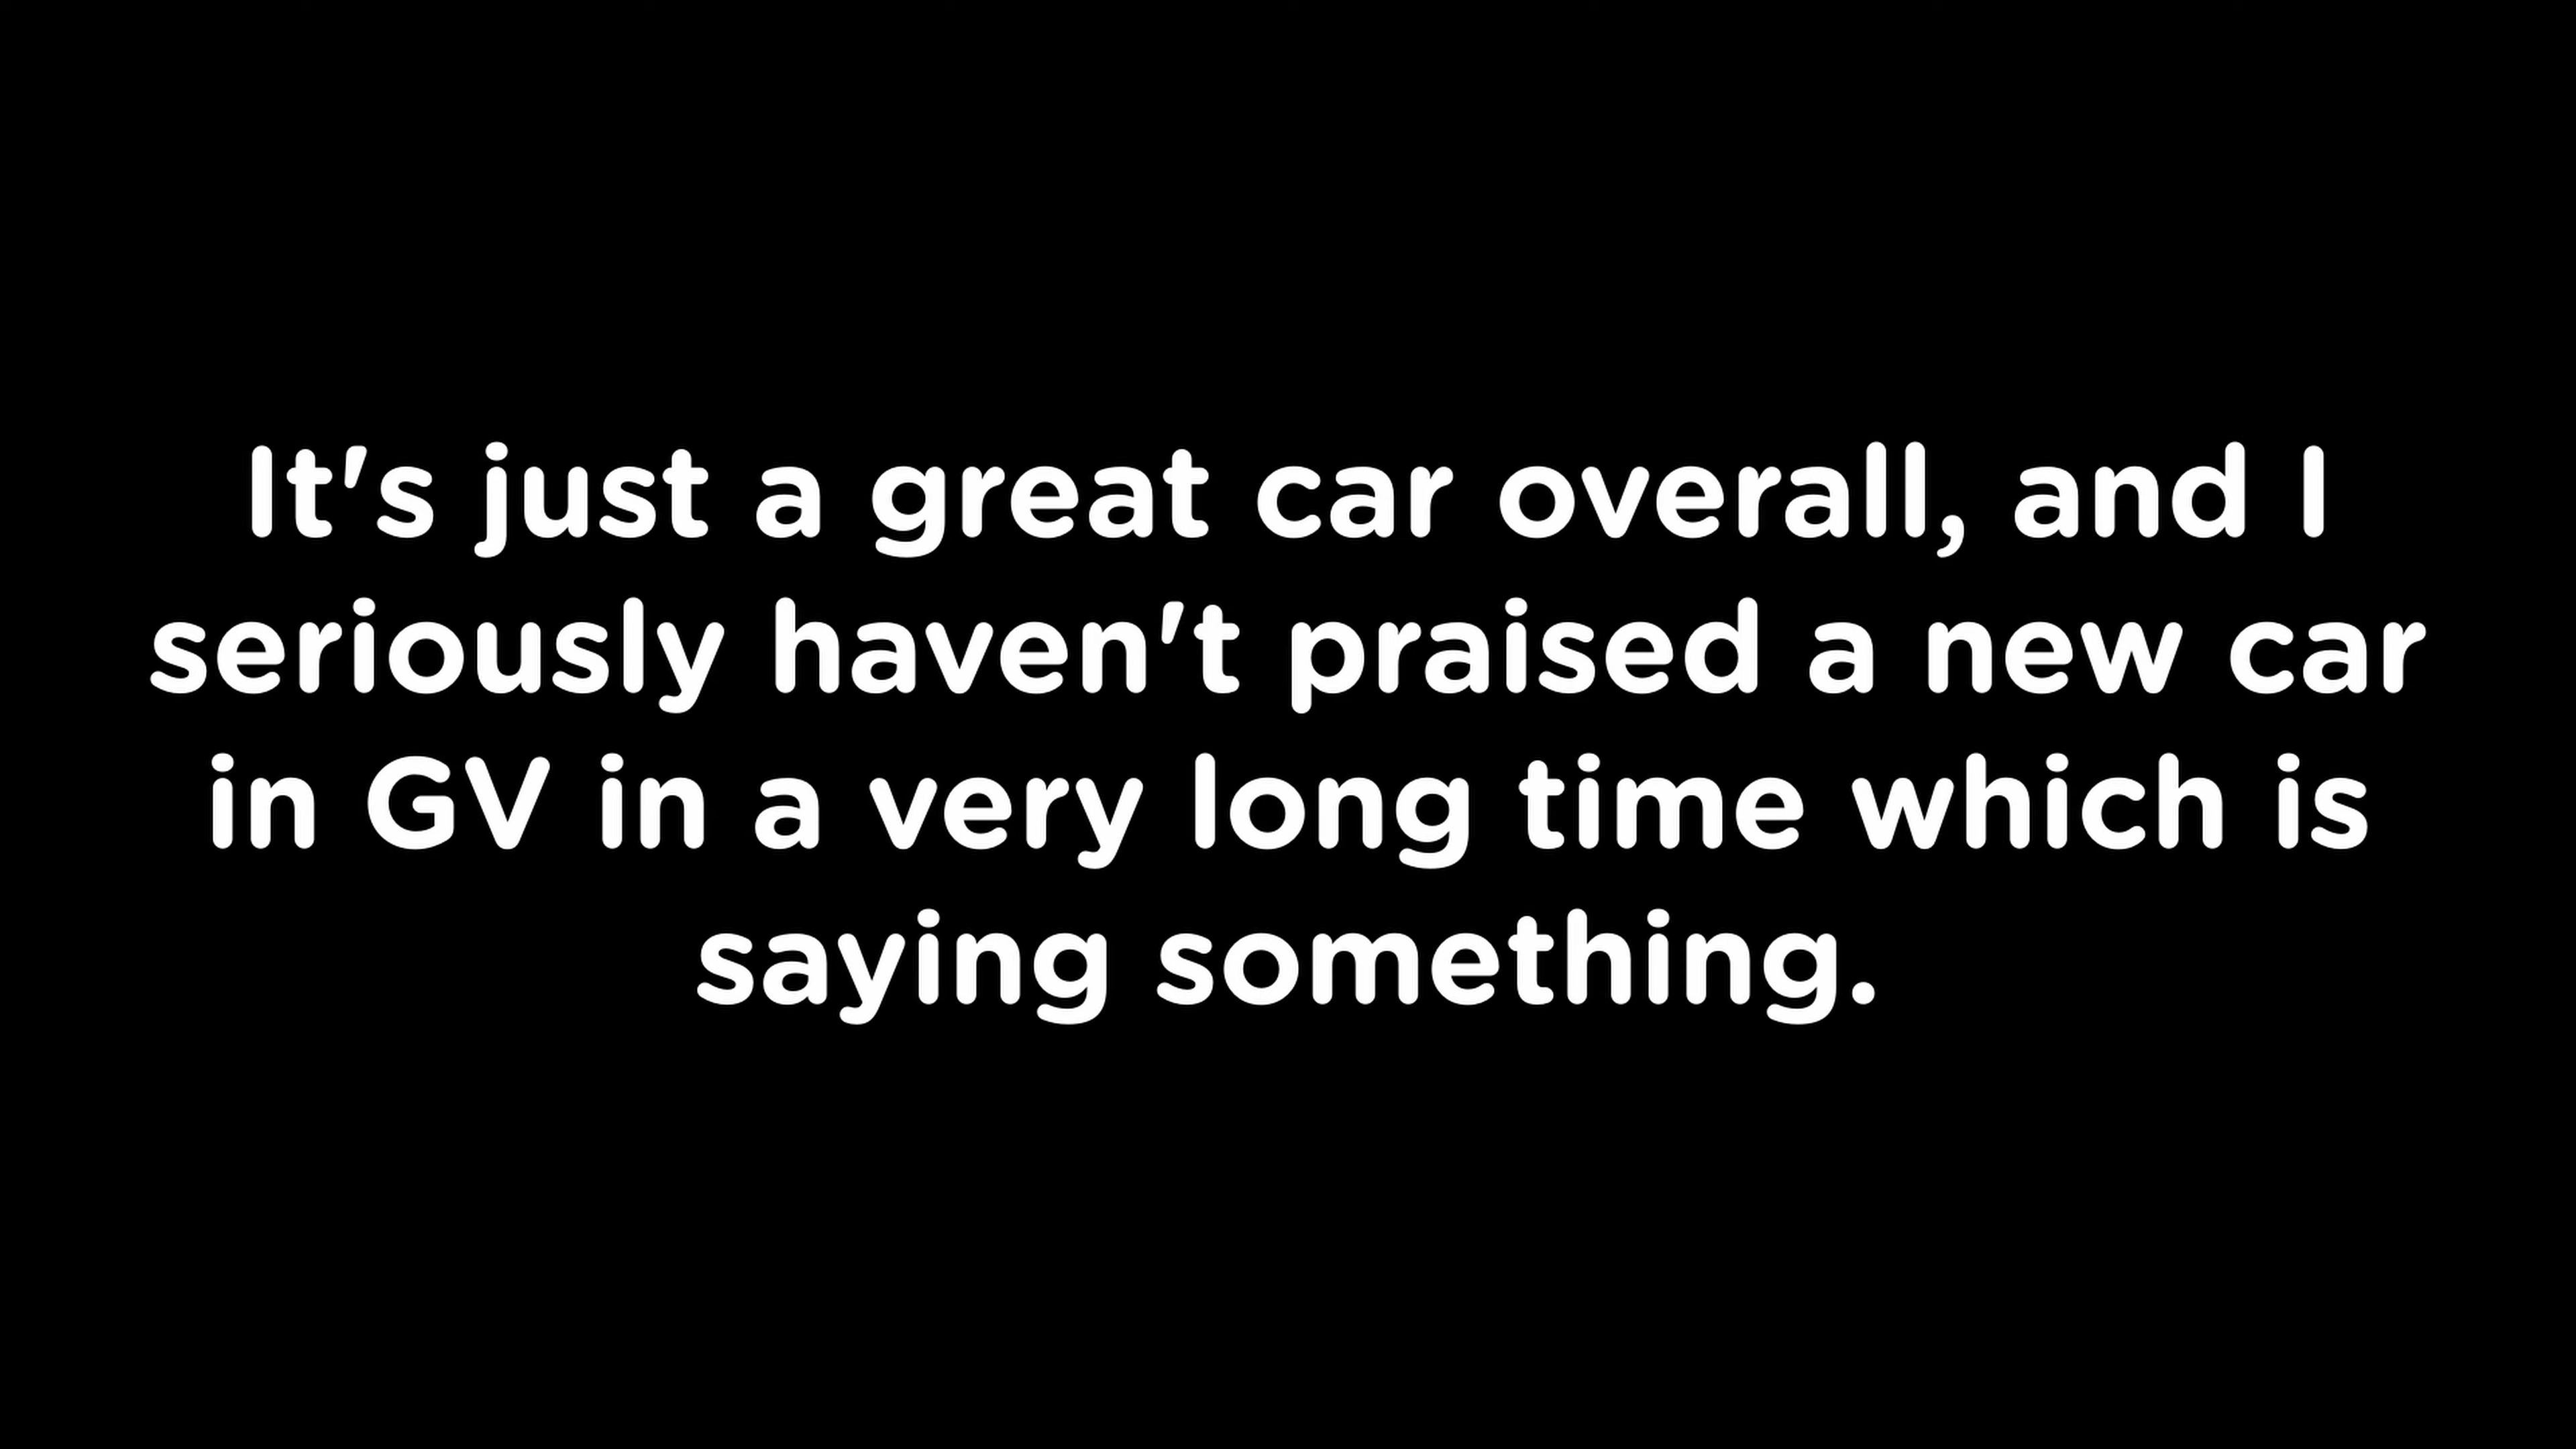 It's just a great car overall, and I
seriously haven't praised a new car
in GV in a very long time which is
saying something.